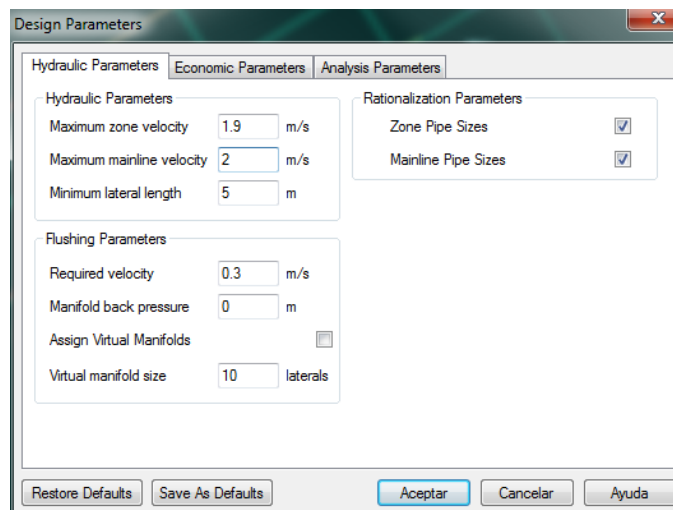 Design Parameters
Hydraulic Parameters Economic Parameters Analysis Parameters
Hydraulic Parameters
Maximum zone velocity 1.9 m/s
Maximum mainline velocity 2 m/s
Minimum lateral length 5 m
Rationalization Parameters
Zone Pipe Sizes
Mainline Pipe Sizes
Flushing Parameters
Required velocity 0.3 m/s
Manifold back pressure 0 m
Assign Virtual Manifolds
Virtual manifold size 10 laterals
Restore Defaults Save As Defaults Aceptar Cancelar Ayuda